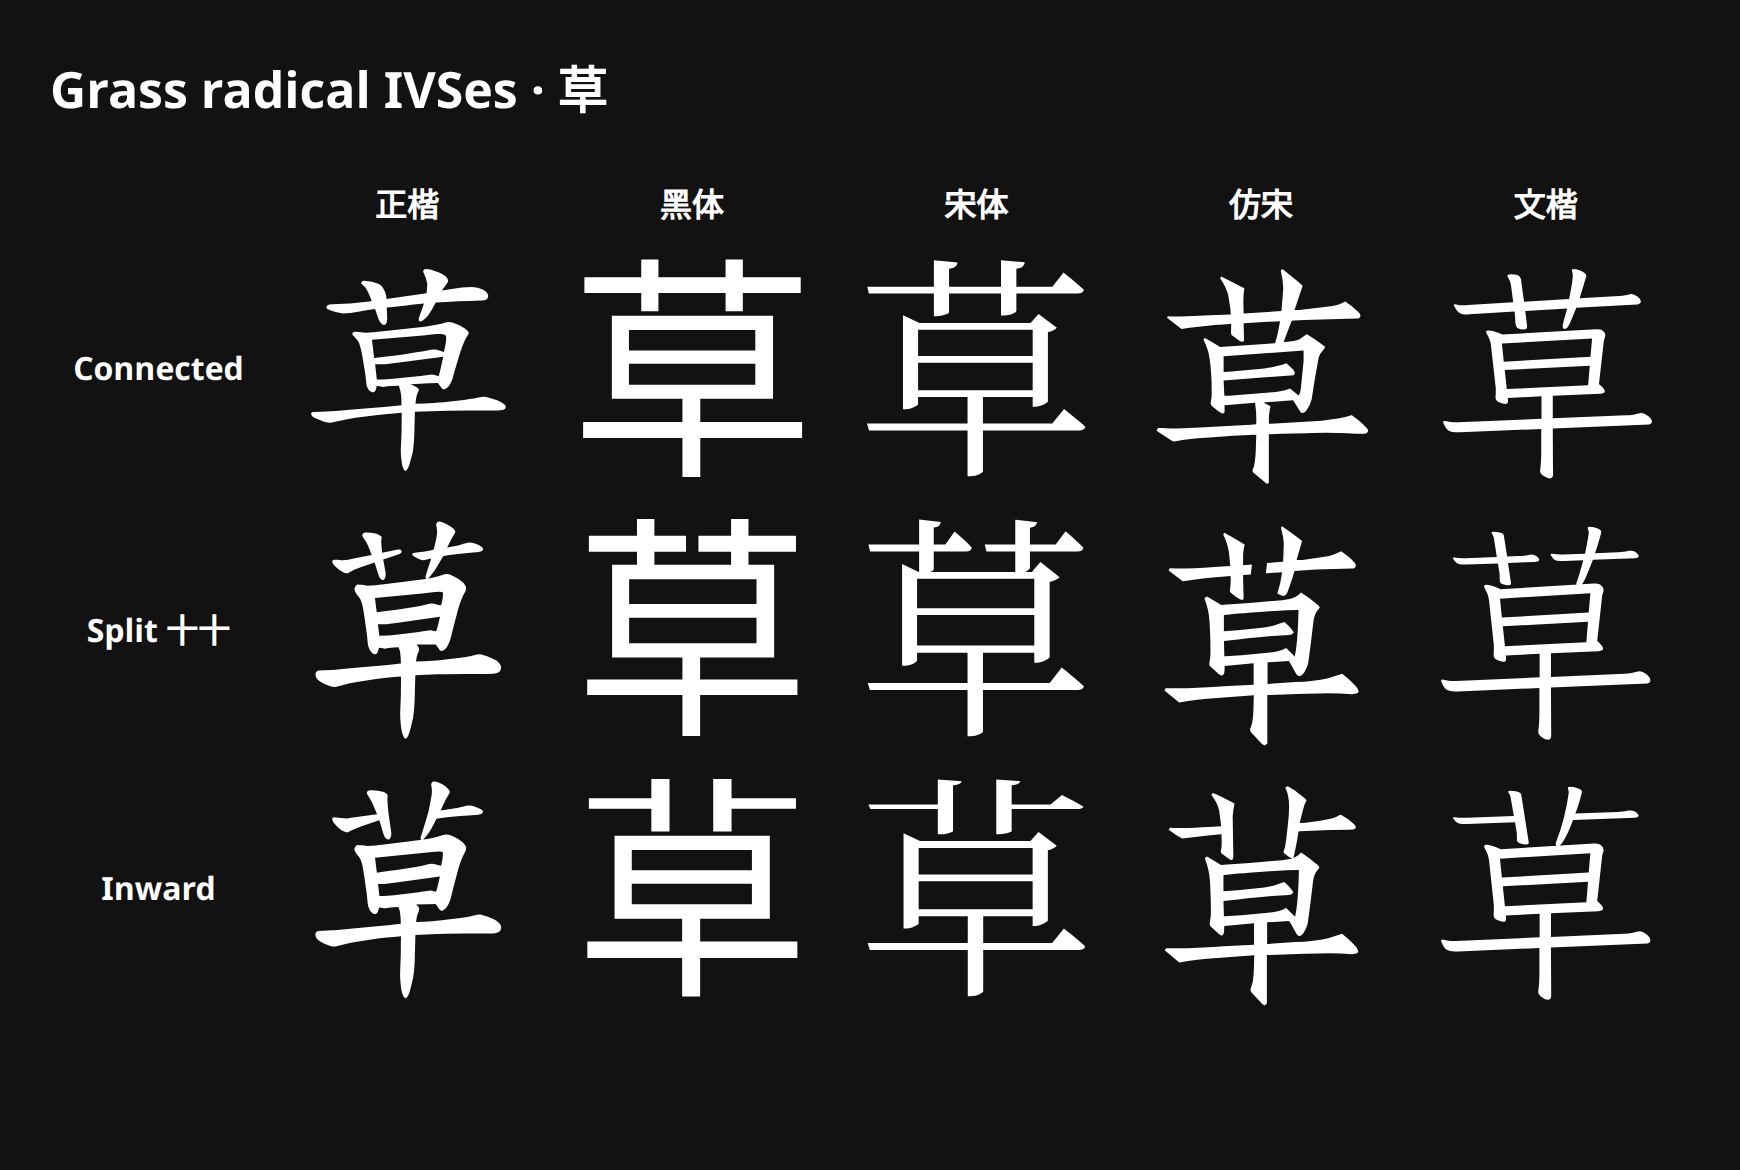 Grass radical IVSes · 草
正楷 黑体 宋体 仿宋 文楷
Connected 草 草 草 草 草
Split 十十 草 草 草 草 草
Inward 草 草 草 草 草